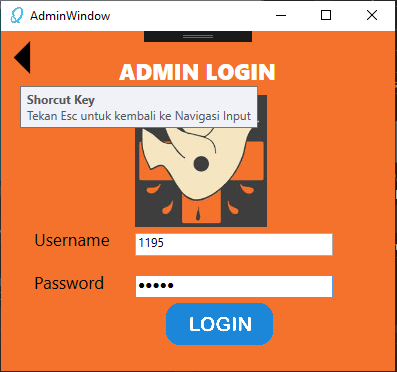 AdminWindow
ADMIN LOGIN
Shorcut Key
Tekan Esc untuk kembali ke Navigasi Input
Username
1195
Password
●●●●●
LOGIN